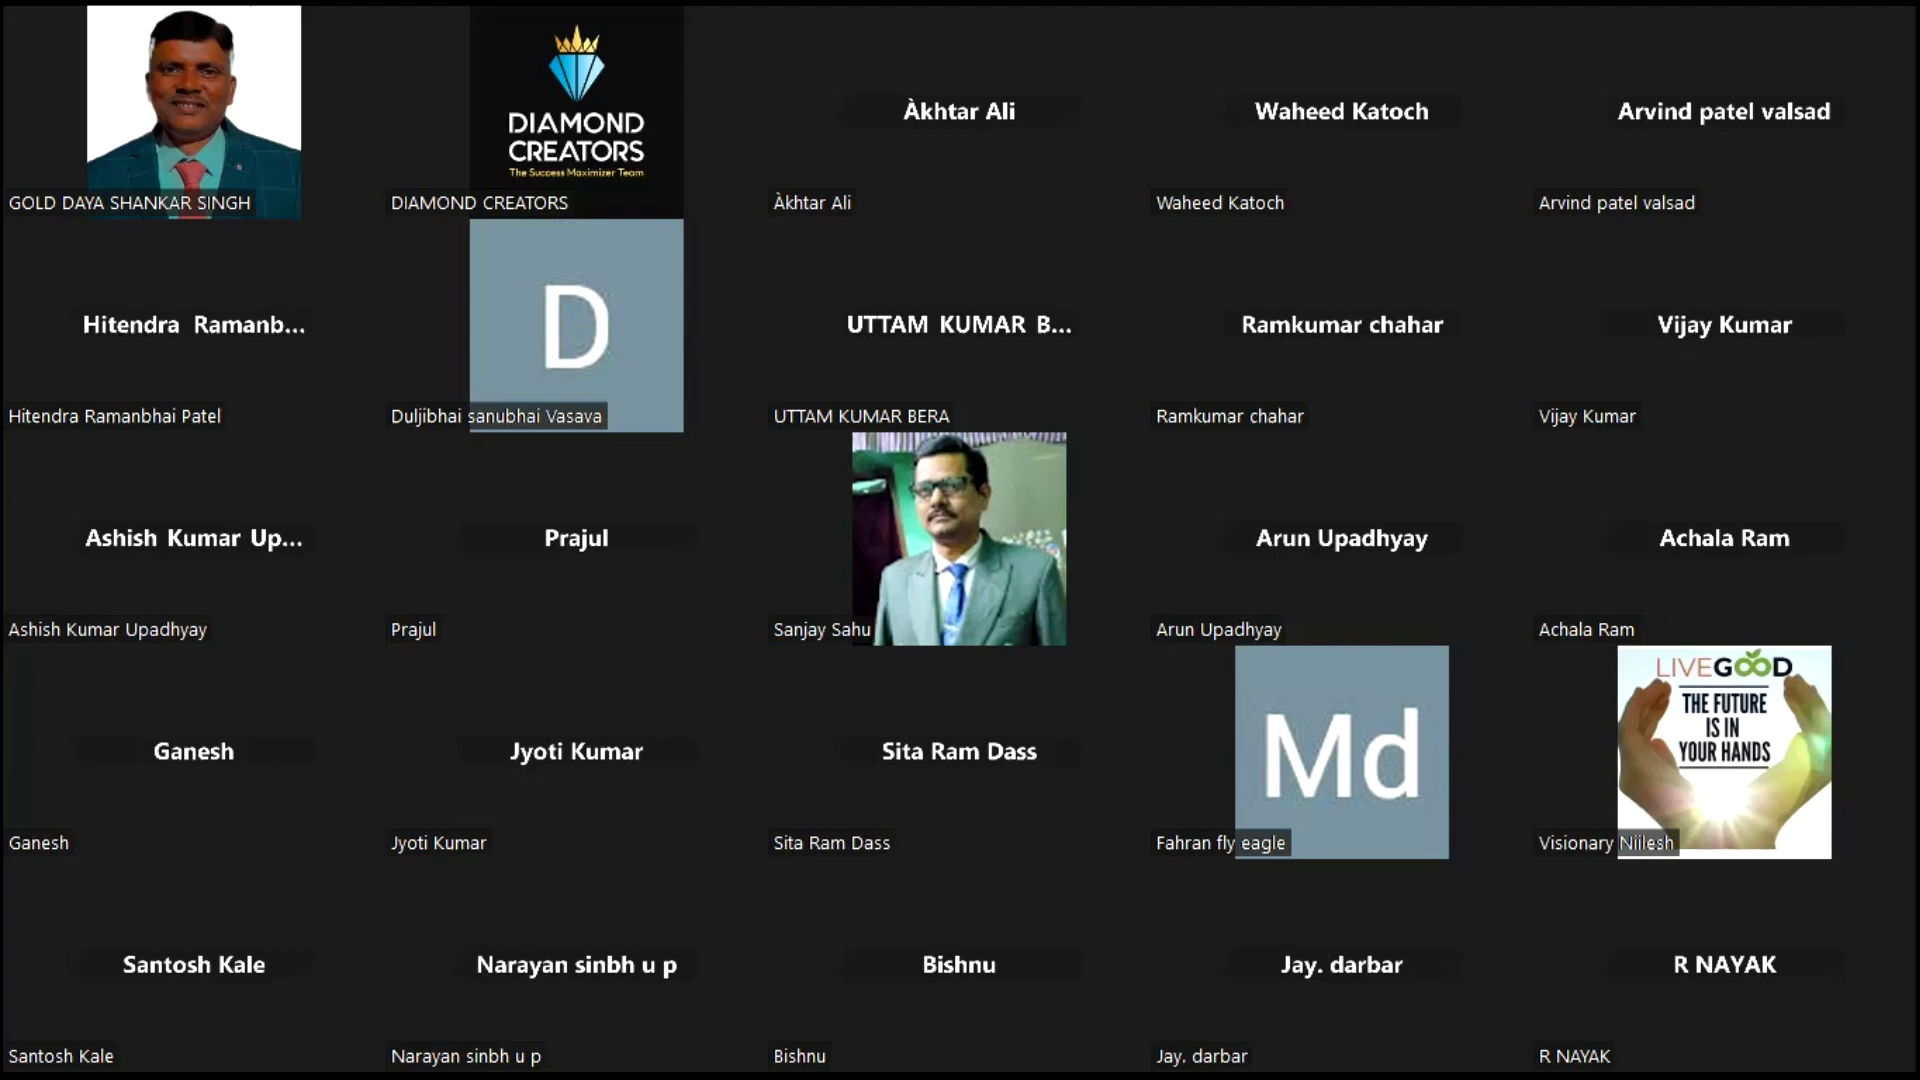 GOLD DAYA SHANKAR SINGH
DIAMOND
CREATORS
The Success Maximizer Team
DIAMOND CREATORS
Àkhtar Ali
Àkhtar Ali
Waheed Katoch
Waheed Katoch
Arvind patel valsad
Arvind patel valsad
Hitendra Ramanb...
Hitendra Ramanbhai Patel
D
Duljibhai sanubhai Vasava
UTTAM KUMAR B...
UTTAM KUMAR BERA
Ramkumar chahar
Ramkumar chahar
Vijay Kumar
Vijay Kumar
Ashish Kumar Up...
Ashish Kumar Upadhyay
Prajul
Prajul
Sanjay Sahu
Arun Upadhyay
Arun Upadhyay
Achala Ram
Achala Ram
Ganesh
Ganesh
Jyoti Kumar
Jyoti Kumar
Sita Ram Dass
Sita Ram Dass
Md
Fahran fly eagle
LIVEGOOD
THE FUTURE
IS IN
YOUR HANDS
Visionary Niilesh
Santosh Kale
Santosh Kale
Narayan sinbh u p
Narayan sinbh u p
Bishnu
Bishnu
Jay. darbar
Jay. darbar
R NAYAK
R NAYAK